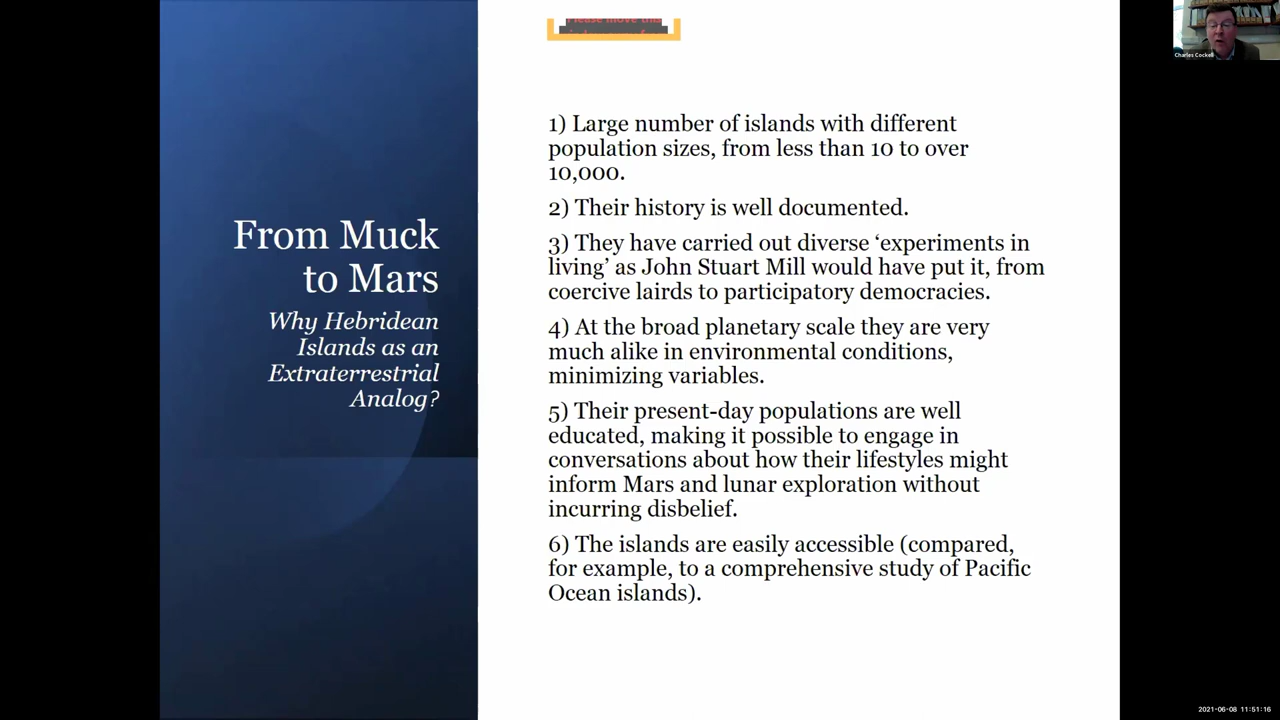 Please move this
Charles Cockell
From Muck
to Mars
Why Hebridean
Islands as an
Extraterrestrial
Analog?
1) Large number of islands with different
population sizes, from less than 10 to over
10,000.
2) Their history is well documented.
3) They have carried out diverse ‘experiments in
living’ as John Stuart Mill would have put it, from
coercive lairds to participatory democracies.
4) At the broad planetary scale they are very
much alike in environmental conditions,
minimizing variables.
5) Their present-day populations are well
educated, making it possible to engage in
conversations about how their lifestyles might
inform Mars and lunar exploration without
incurring disbelief.
6) The islands are easily accessible (compared,
for example, to a comprehensive study of Pacific
Ocean islands).
2021-06-08 11:51:16